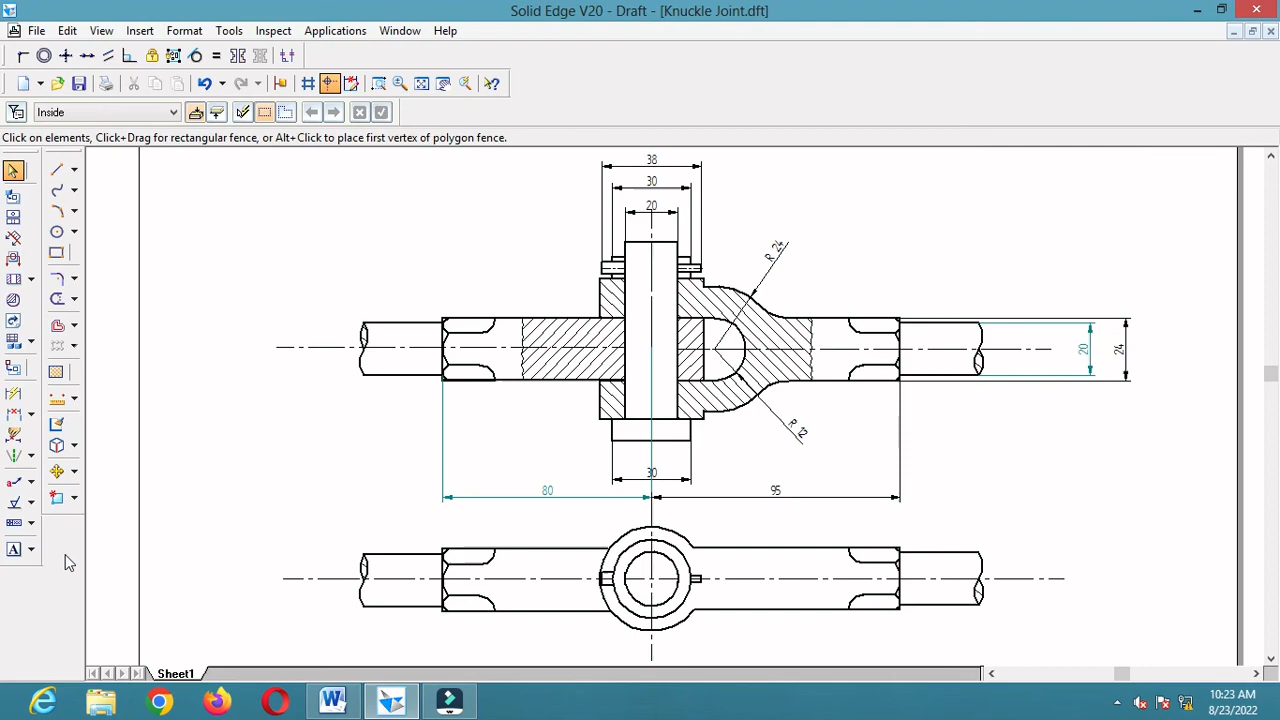 Solid Edge V20 - Draft - [Knuckle Joint.dft]
File Edit View Insert Format Tools Inspect Applications Window Help
Inside
Click on elements, Click+Drag for rectangular fence, or Alt+Click to place first vertex of polygon fence.
38
30
20
R 24
20
24
R 12
30
80
95
A
Sheet1
10:23 AM
8/23/2022